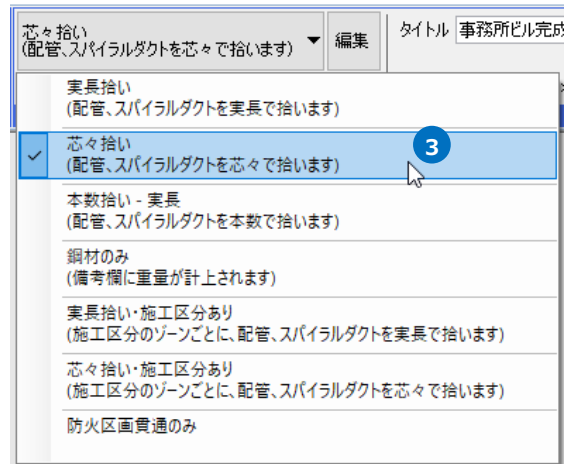 芯々拾い
(配管、スパイラルダクトを芯々で拾います)
編集
タイトル 事務所ビル完成
実長拾い
(配管、スパイラルダクトを実長で拾います)
芯々拾い
(配管、スパイラルダクトを芯々で拾います)
3
本数拾い - 実長
(配管、スパイラルダクトを本数で拾います)
鋼材のみ
(備考欄に重量が計上されます)
実長拾い・施工区分あり
(施工区分のゾーンごとに、配管、スパイラルダクトを実長で拾います)
芯々拾い・施工区分あり
(施工区分のゾーンごとに、配管、スパイラルダクトを芯々で拾います)
防火区画貫通のみ